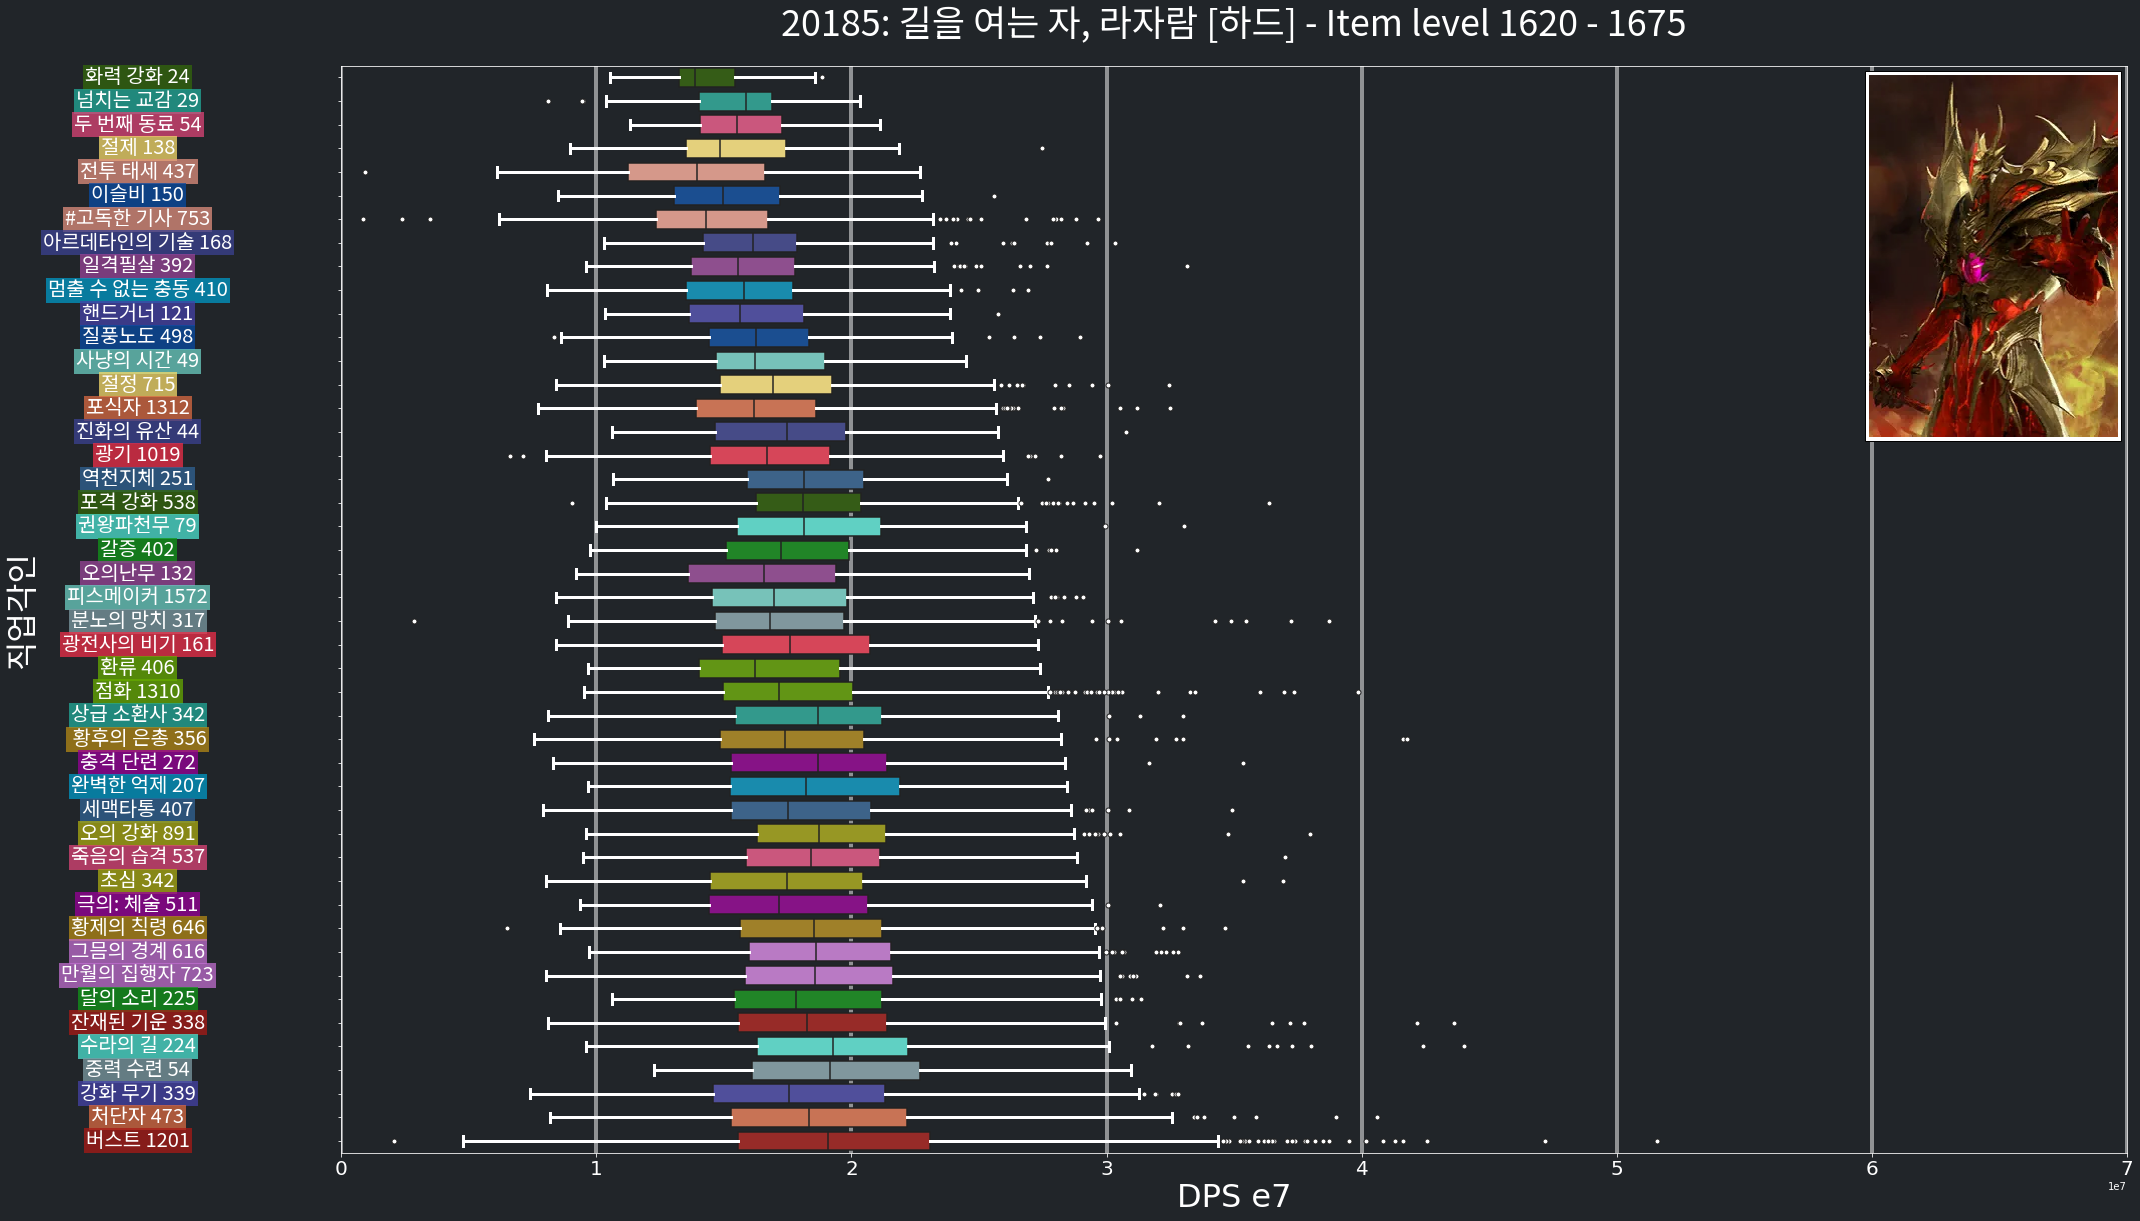 20185: 길을 여는 자, 라자람 [하드] - Item level 1620 - 1675
화력 강화 24
넘치는 교감 29
두 번째 동료 54
절제 138
전투 태세 437
이슬비 150
#고독한 기사 753
아르데타인의 기술 168
일격필살 392
멈출 수 없는 충동 410
핸드거너 121
질풍노도 498
사냥의 시간 49
절정 715
포식자 1312
진화의 유산 44
광기 1019
역천지체 251
포격 강화 538
권왕파천무 79
갈증 402
오의난무 132
피스메이커 1572
분노의 망치 317
광전사의 비기 161
환류 406
점화 1310
상급 소환사 342
황후의 은총 356
충격 단련 272
완벽한 억제 207
세맥타통 407
오의 강화 891
죽음의 습격 537
초심 342
극의: 체술 511
황제의 칙령 646
그믐의 경계 616
만월의 집행자 723
달의 소리 225
잔재된 기운 338
수라의 길 224
중력 수련 54
강화 무기 339
처단자 473
버스트 1201
직업각인
0 1 2 3 4 5 6 7
DPS e7
1e7